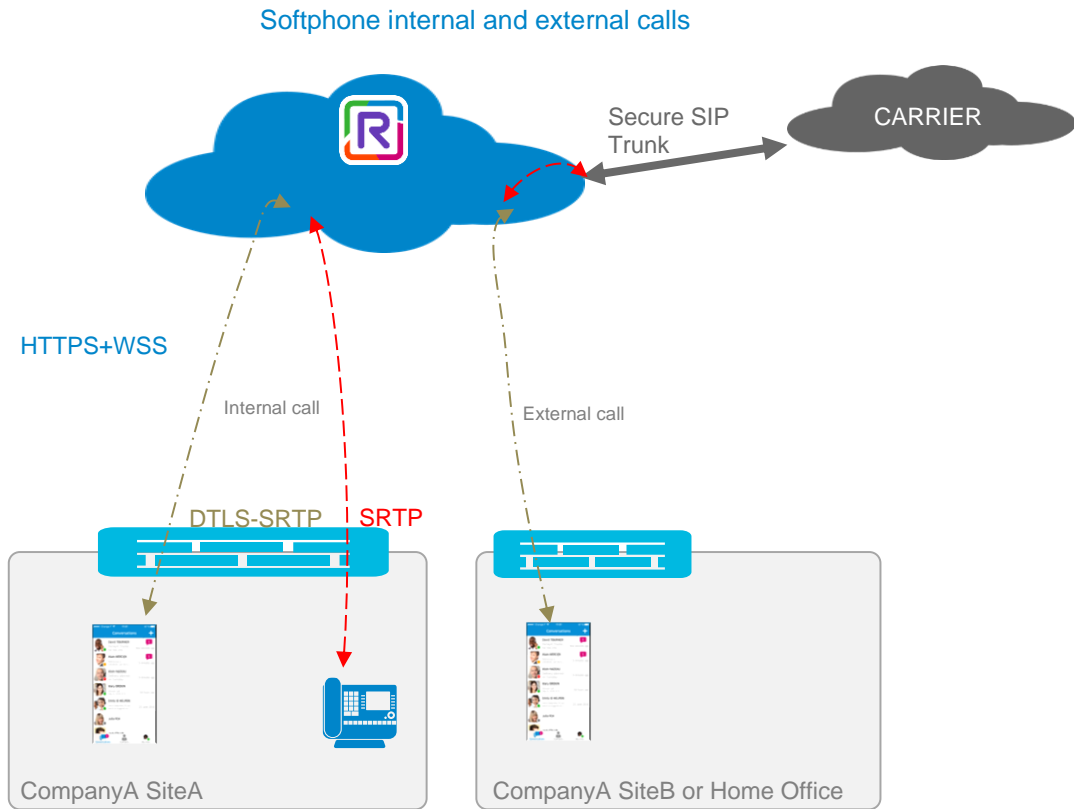 Softphone internal and external calls
R
Secure SIP
Trunk
CARRIER
HTTPS+WSS
Internal call
External call
DTLS-SRTP
SRTP
Conversations
CompanyA SiteA
CompanyA SiteB or Home Office